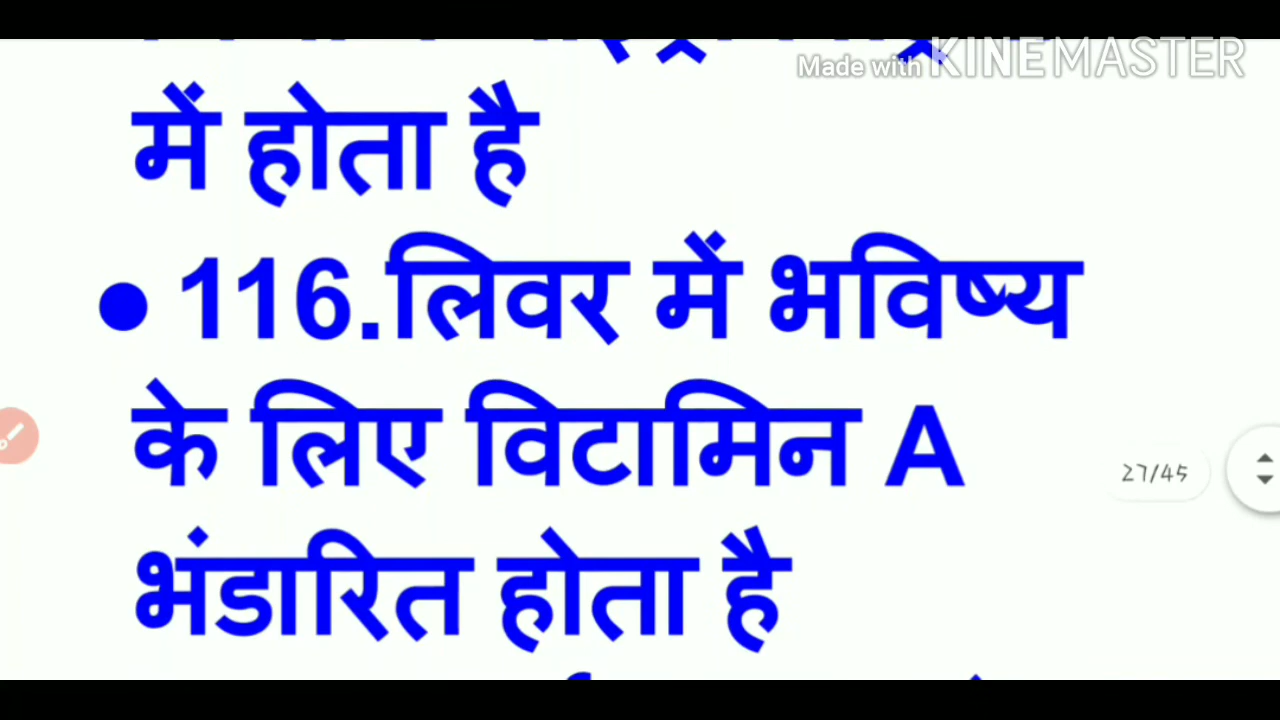 Made with KINEMASTER
में होता है
• 116.लिवर में भविष्य
के लिए विटामिन A
27/45
भंडारित होता है